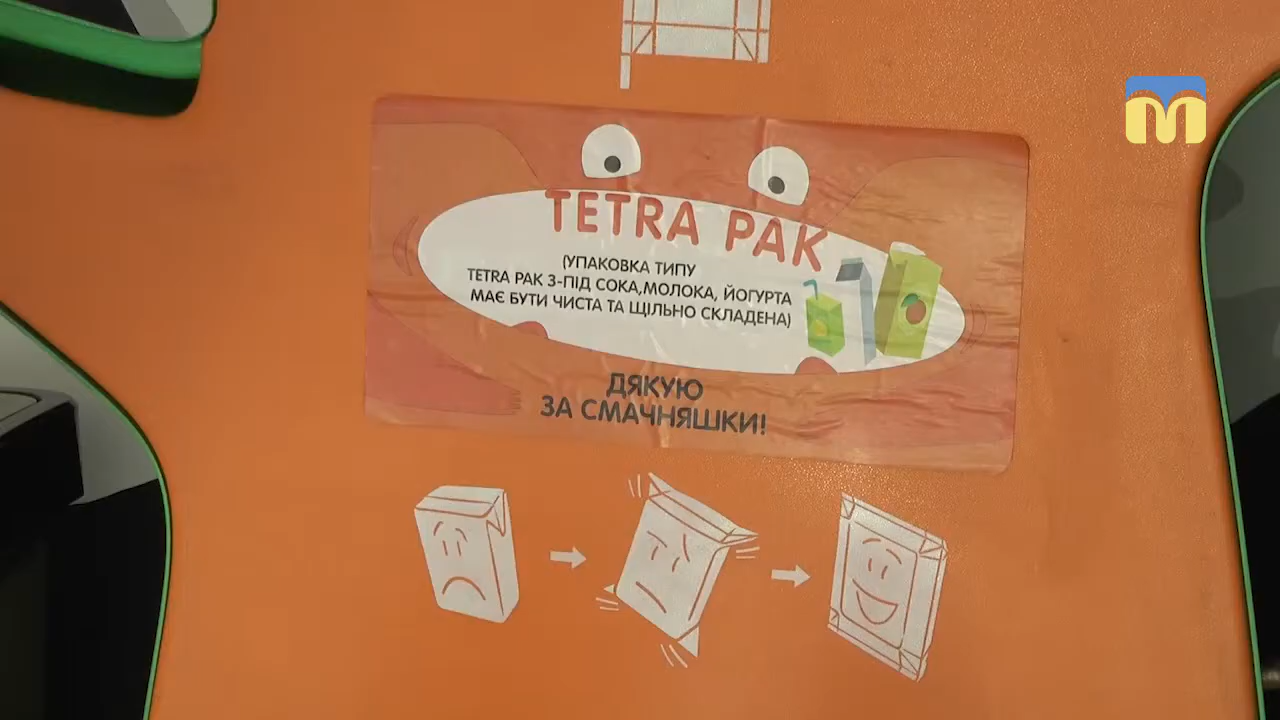 TETRA PAK
(УПАКОВКА ТИПУ
TETRA PAK З-ПІД СОКА,МОЛОКА, ЙОГУРТА
МАЄ БУТИ ЧИСТА ТА ЩІЛЬНО СКЛАДЕНА)
ДЯКУЮ
ЗА СМАЧНЯШКИ!